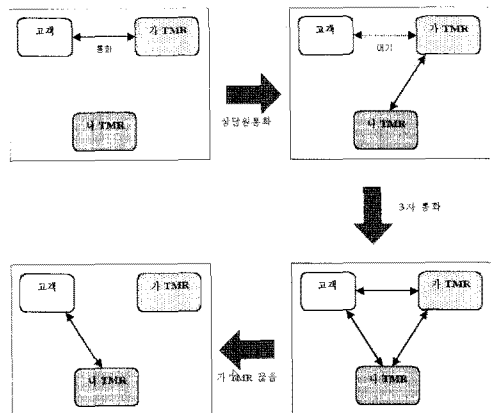 고객
가 TMR
통화
나 TMR
상담원통화
고객
가 TMR
대기
나 TMR
3자 통화
고객
가 TMR
나 TMR
가 TMR 끊음
고객
가 TMR
나 TMR